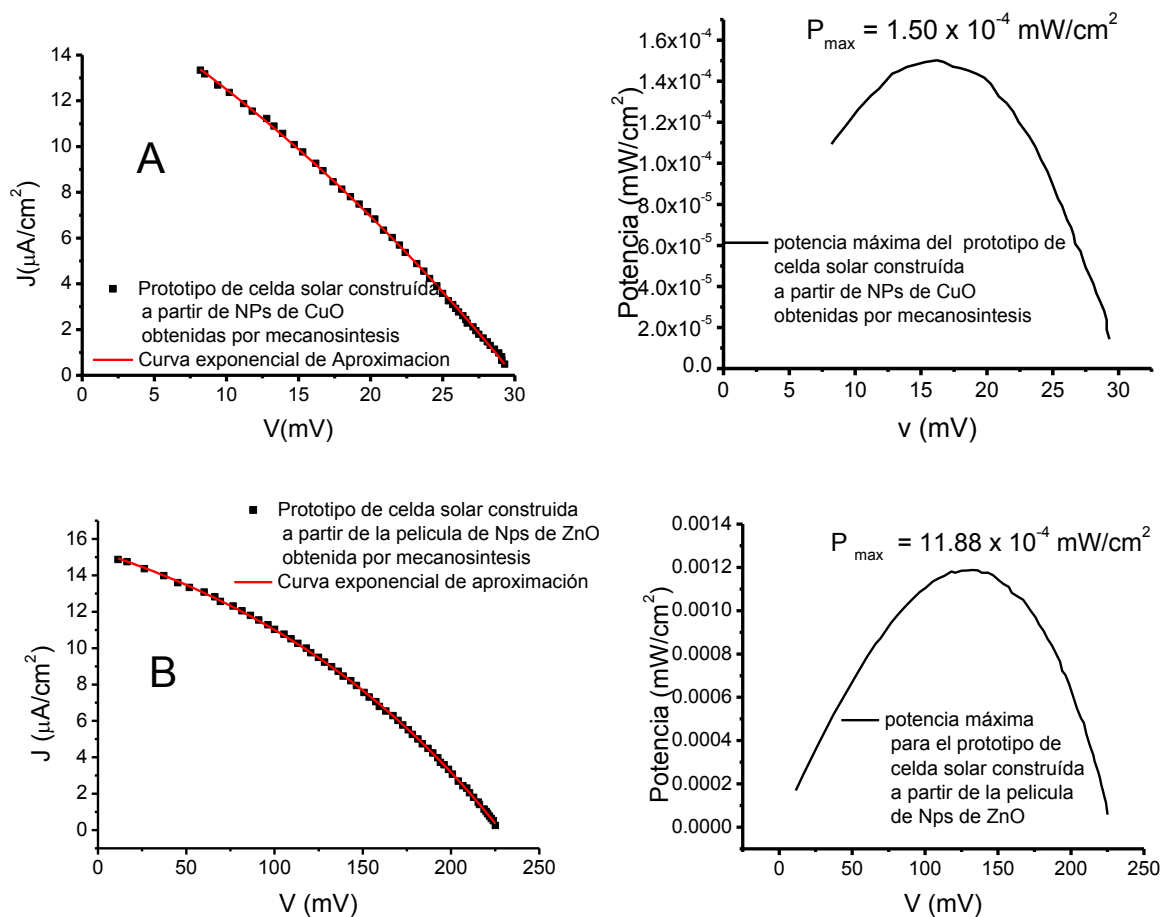 A
J(μA/cm²)
14
12
10
8
6
4
2
0
Prototipo de celda solar construída
a partir de NPs de CuO
obtenidas por mecanosintesis
Curva exponencial de Aproximacion
0 5 10 15 20 25 30
V(mV)
P max = 1.50 x 10⁻⁴ mW/cm²
Potencia (mW/cm²)
1.6x10⁻⁴
1.4x10⁻⁴
1.2x10⁻⁴
1.0x10⁻⁴
8.0x10⁻⁵
6.0x10⁻⁵
4.0x10⁻⁵
2.0x10⁻⁵
0.0
potencia máxima del prototipo de
celda solar construída
a partir de NPs de CuO
obtenidas por mecanosintesis
0 5 10 15 20 25 30
v (mV)
Prototipo de celda solar construida
a partir de la pelicula de Nps de ZnO
obtenida por mecanosintesis
Curva exponencial de aproximación
B
J (μA/cm²)
16
14
12
10
8
6
4
2
0
0 50 100 150 200 250
V (mV)
P max = 11.88 x 10⁻⁴ mW/cm²
Potencia (mW/cm²)
0.0014
0.0012
0.0010
0.0008
0.0006
0.0004
0.0002
0.0000
potencia máxima
para el prototipo de
celda solar construída
a partir de la pelicula
de Nps de ZnO
0 50 100 150 200 250
V (mV)